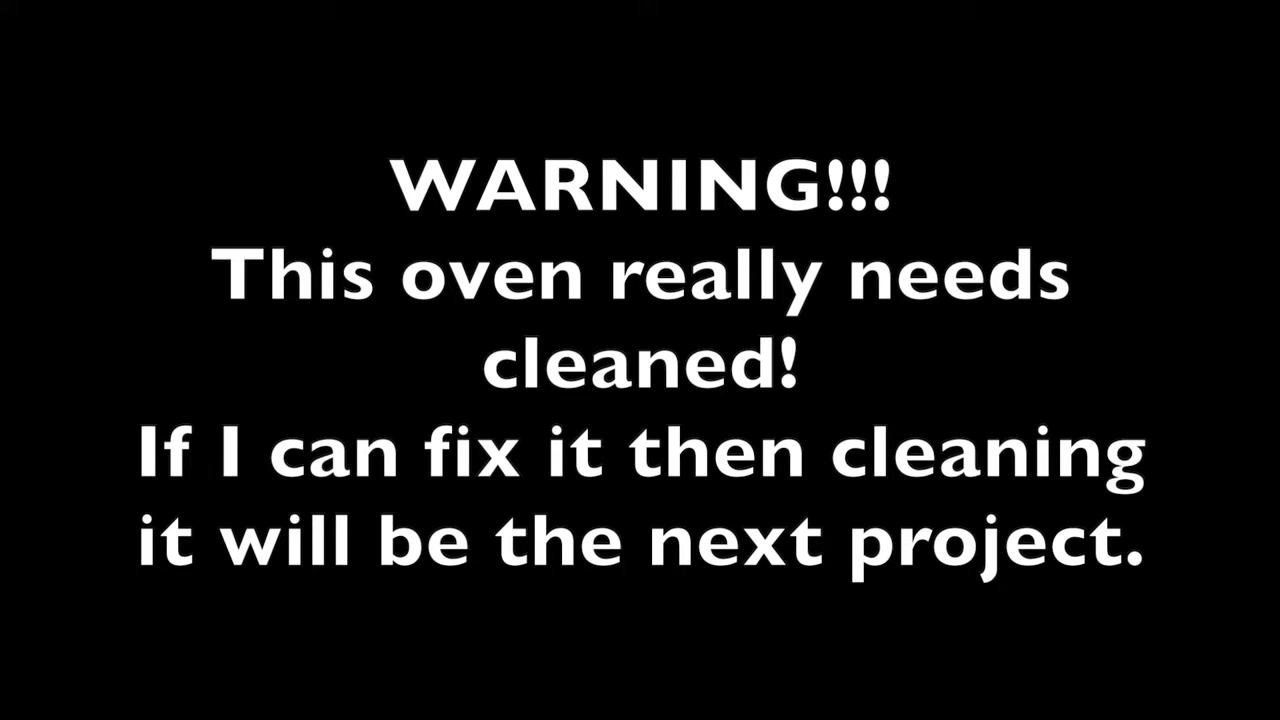 WARNING!!!
This oven really needs
cleaned!
If I can fix it then cleaning
it will be the next project.